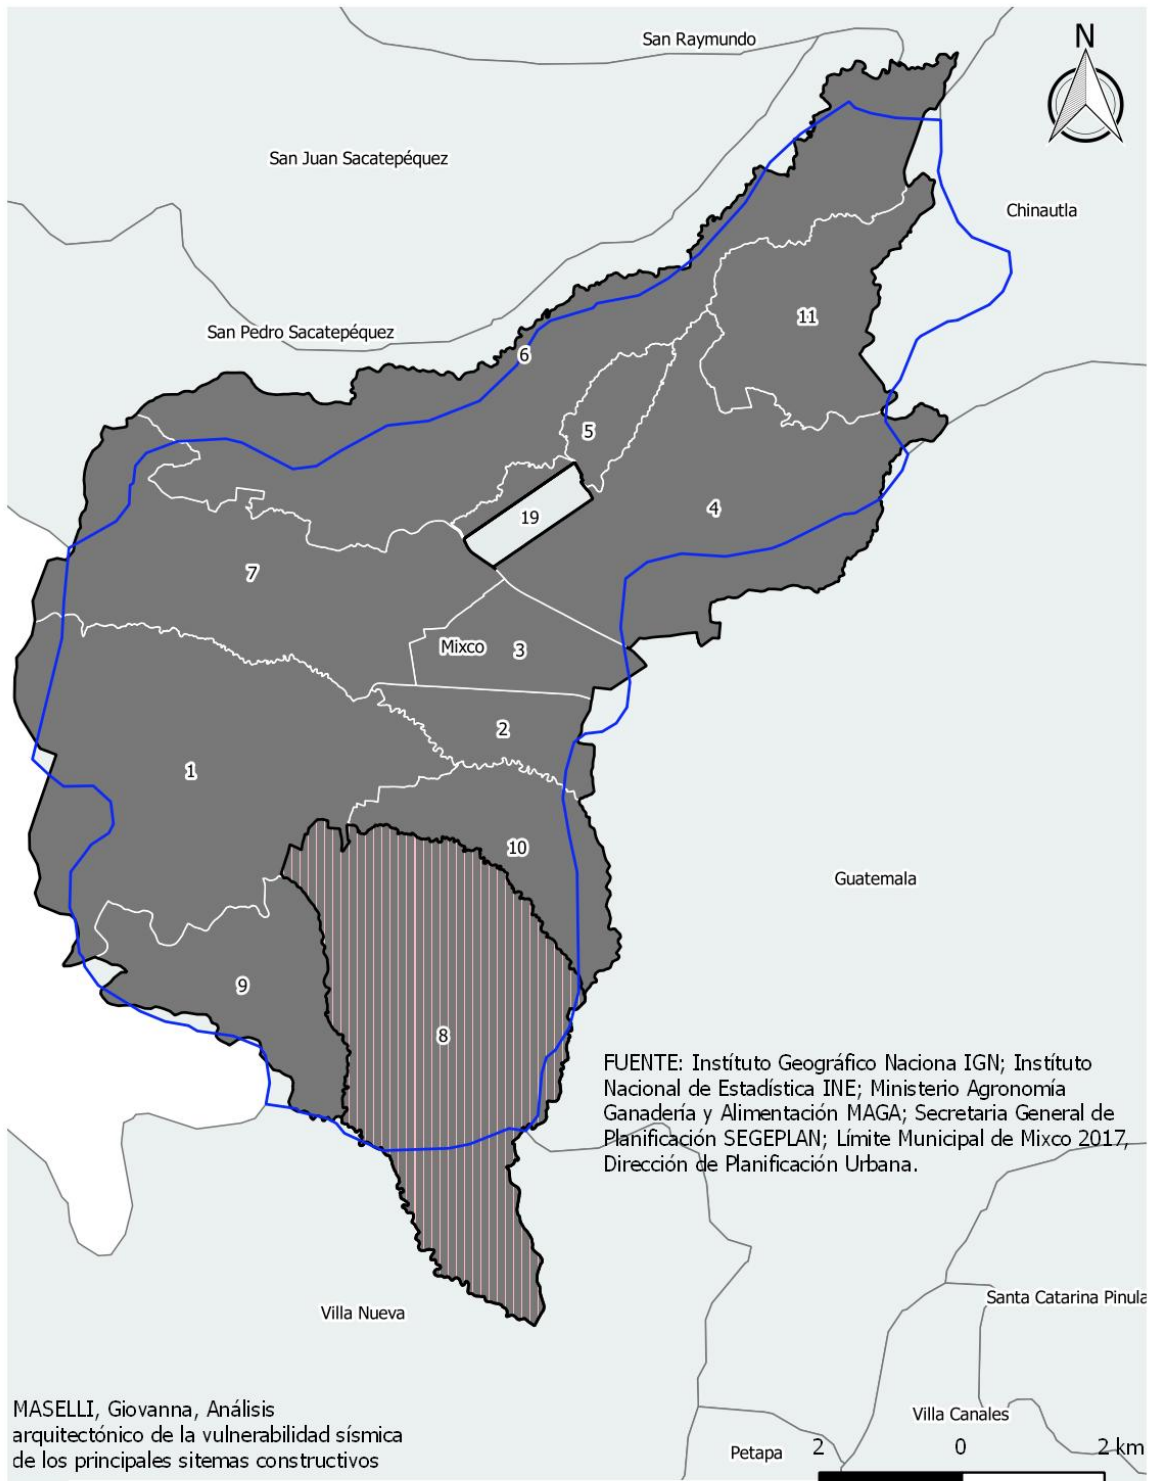 San Raymundo
N
San Juan Sacatepéquez
Chinautla
11
San Pedro Sacatepéquez
6
5
4
19
7
Mixco
3
2
1
10
Guatemala
9
8
FUENTE: Instítuto Geográfico Naciona IGN; Instítuto
Nacional de Estadística INE; Ministerio Agronomía
Ganadería y Alimentación MAGA; Secretaria General de
Planificación SEGEPLAN; Límite Municipal de Mixco 2017,
Dirección de Planificación Urbana.
Santa Catarina Pinula
Villa Nueva
MASELLI, Giovanna, Análisis
arquitectónico de la vulnerabilidad sísmica
de los principales sitemas constructivos
Villa Canales
Petapa
2 0 2 km